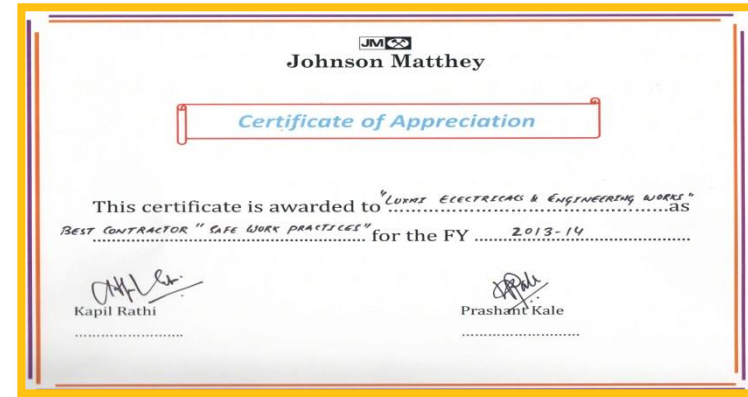 JM
Johnson Matthey
Certificate of Appreciation
This certificate is awarded to "LUXMI ELECTRICALS & ENGINEERING WORKS" as
BEST CONTRACTOR "SAFE WORK PRACTICES" for the FY 2013-14
Kapil Rathi
Prashant Kale